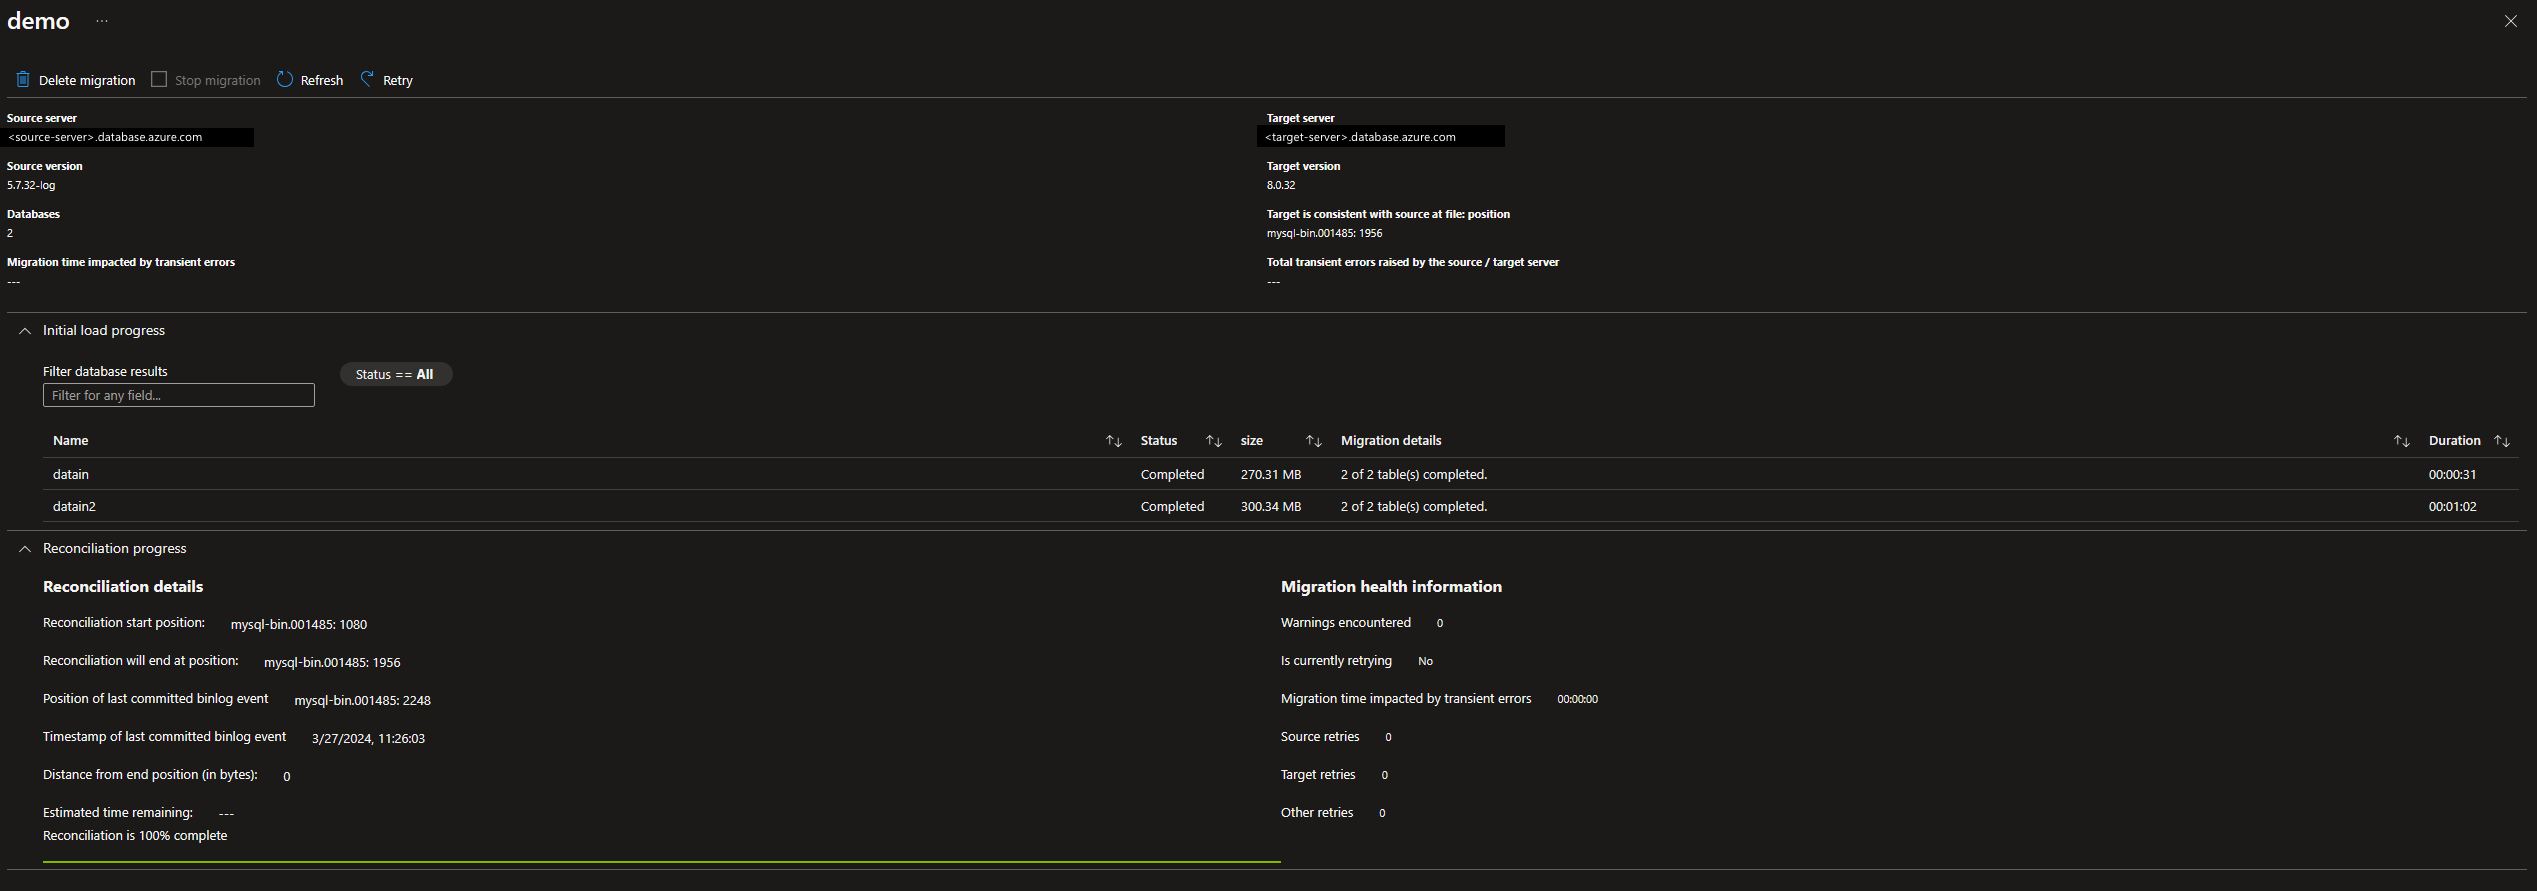 demo ...
Delete migration Stop migration Refresh Retry
Source server
<source-server>.database.azure.com
Source version
5.7.32-log
Databases
2
Migration time impacted by transient errors
---
Target server
<target-server>.database.azure.com
Target version
8.0.32
Target is consistent with source at file: position
mysql-bin.001485: 1956
Total transient errors raised by the source / target server
---
Initial load progress
Filter database results
Filter for any field...
Status == All
Name Status size Migration details Duration
datain Completed 270.31 MB 2 of 2 table(s) completed. 00:00:31
datain2 Completed 300.34 MB 2 of 2 table(s) completed. 00:01:02
Reconciliation progress
Reconciliation details
Reconciliation start position: mysql-bin.001485: 1080
Reconciliation will end at position: mysql-bin.001485: 1956
Position of last committed binlog event mysql-bin.001485: 2248
Timestamp of last committed binlog event 3/27/2024, 11:26:03
Distance from end position (in bytes): 0
Estimated time remaining: ---
Reconciliation is 100% complete
Migration health information
Warnings encountered 0
Is currently retrying No
Migration time impacted by transient errors 00:00:00
Source retries 0
Target retries 0
Other retries 0